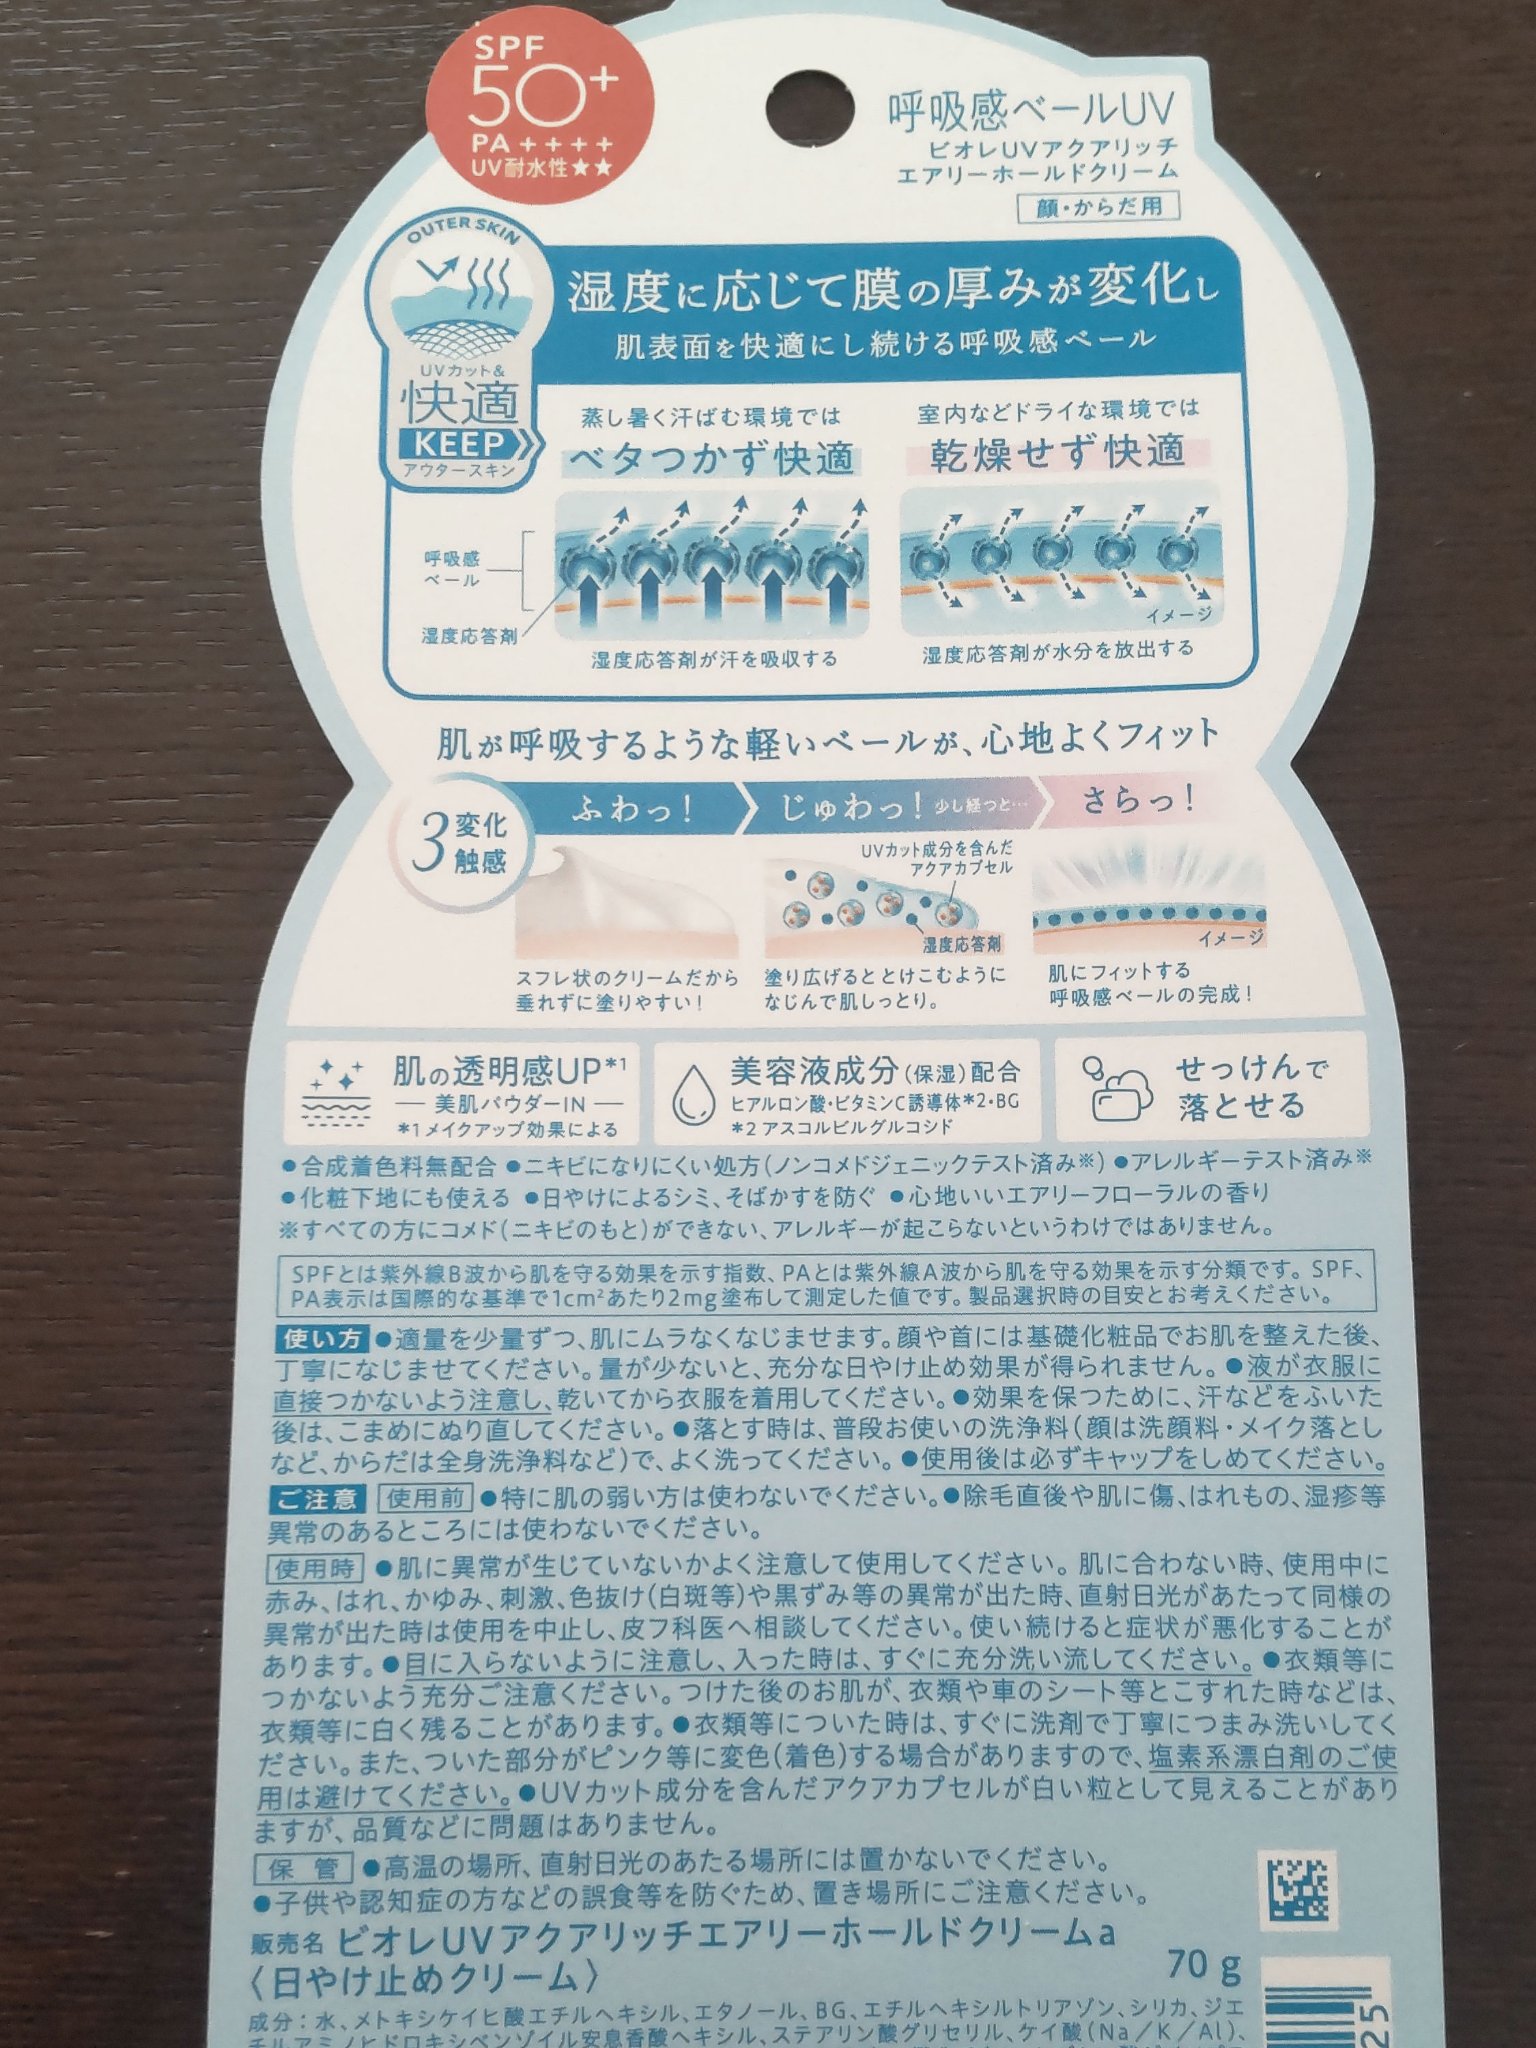 SPF
50+
PA++++
UV耐水性★★
呼吸感ベールUV
ビオレUVアクアリッチ
エアリーホールドクリーム
顔・からだ用
OUTER SKIN
UVカット&
快適
KEEP
アウタースキン
湿度に応じて膜の厚みが変化し
肌表面を快適にし続ける呼吸感ベール
蒸し暑く汗ばむ環境では
ベタつかず快適
室内などドライな環境では
乾燥せず快適
呼吸感
ベール
湿度応答剤
イメージ
湿度応答剤が汗を吸収する
湿度応答剤が水分を放出する
肌が呼吸するような軽いベールが、心地よくフィット
3変化
触感
ふわっ!
じゅわっ! 少し経つと…
さらっ!
UVカット成分を含んだ
アクアカプセル
湿度応答剤
イメージ
スフレ状のクリームだから
垂れずに塗りやすい!
塗り広げるととけこむように
なじんで肌しっとり。
肌にフィットする
呼吸感ベールの完成!
肌の透明感UP*1
― 美肌パウダーIN ―
*1 メイクアップ効果による
美容液成分(保湿)配合
ヒアルロン酸・ビタミンC誘導体*2・BG
*2 アスコルビルグルコシド
せっけんで
落とせる
●合成着色料無配合 ●ニキビになりにくい処方(ノンコメドジェニックテスト済み※) ●アレルギーテスト済み※
●化粧下地にも使える ●日やけによるシミ、そばかすを防ぐ ●心地いいエアリーフローラルの香り
※すべての方にコメド(ニキビのもと)ができない、アレルギーが起こらないというわけではありません。
SPFとは紫外線B波から肌を守る効果を示す指数、PAとは紫外線A波から肌を守る効果を示す分類です。SPF、
PA表示は国際的な基準で1cm²あたり2mg塗布して測定した値です。製品選択時の目安とお考えください。
使い方 ●適量を少量ずつ、肌にムラなくなじませます。顔や首には基礎化粧品でお肌を整えた後、
丁寧になじませてください。量が少ないと、充分な日やけ止め効果が得られません。●液が衣服に
直接つかないよう注意し、乾いてから衣服を着用してください。●効果を保つために、汗などをふいた
後は、こまめにぬり直してください。●落とす時は、普段お使いの洗浄料(顔は洗顔料・メイク落とし
など、からだは全身洗浄料など)で、よく洗ってください。●使用後は必ずキャップをしめてください。
ご注意 使用前 ●特に肌の弱い方は使わないでください。●除毛直後や肌に傷、はれもの、湿疹等
異常のあるところには使わないでください。
使用時 ●肌に異常が生じていないかよく注意して使用してください。肌に合わない時、使用中に
赤み、はれ、かゆみ、刺激、色抜け(白斑等)や黒ずみ等の異常が出た時、直射日光があたって同様の
異常が出た時は使用を中止し、皮フ科医へ相談してください。使い続けると症状が悪化することが
あります。●目に入らないように注意し、入った時は、すぐに充分洗い流してください。●衣類等に
つかないよう充分ご注意ください。つけた後のお肌が、衣類や車のシート等とこすれた時などは、
衣類等に白く残ることがあります。●衣類等についた時は、すぐに洗剤で丁寧につまみ洗いしてく
ださい。また、ついた部分がピンク等に変色(着色)する場合がありますので、塩素系漂白剤のご使
用は避けてください。●UVカット成分を含んだアクアカプセルが白い粒として見えることがあり
ますが、品質などに問題はありません。
保 管 ●高温の場所、直射日光のあたる場所には置かないでください。
●子供や認知症の方などの誤食等を防ぐため、置き場所にご注意ください。
販売名 ビオレUVアクアリッチエアリーホールドクリームa
〈日やけ止めクリーム〉
70 g
成分:水、メトキシケイヒ酸エチルヘキシル、エタノール、BG、エチルヘキシルトリアゾン、シリカ、ジエ
チルアミノヒドロキシベンゾイル安息香酸ヘキシル、ステアリン酸グリセリル、ケイ酸(Na/K/Al)、
25